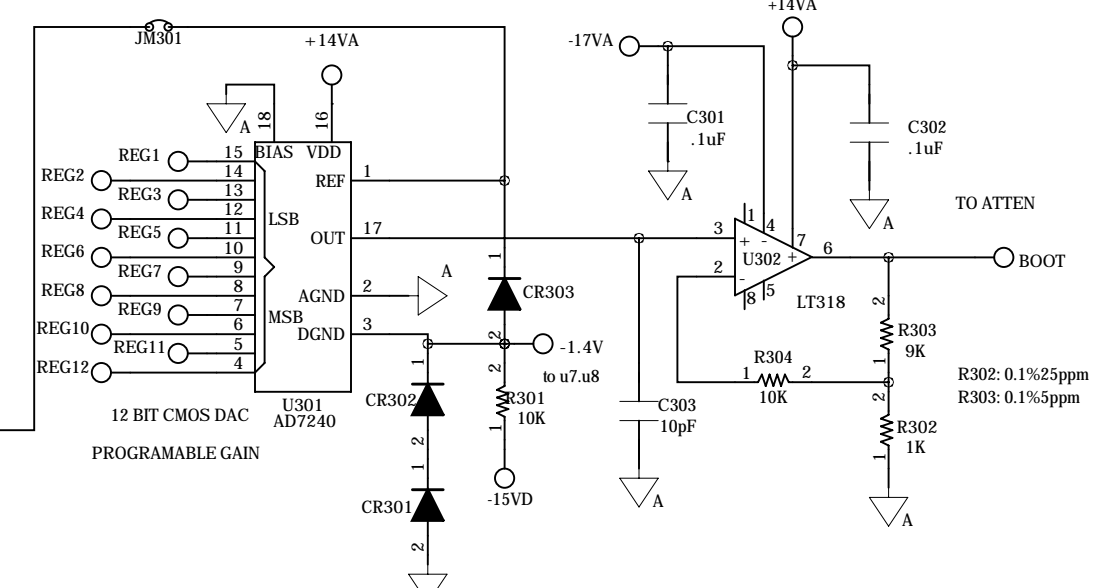 JM301
+14VA
-17VA
+14VA
A
18
16
C301
.1uF
A
C302
.1uF
A
REG1
REG2
REG3
REG4
REG5
REG6
REG7
REG8
REG9
REG10
REG11
REG12
15
14
13
12
11
10
9
8
7
6
5
4
BIAS
VDD
LSB
MSB
REF
OUT
AGND
DGND
1
17
2
3
A
U301
AD7240
12 BIT CMOS DAC
PROGRAMABLE GAIN
1
CR303
2
-1.4V
to u7.u8
1
CR302
2
1
CR301
2
2
R301
10K
1
-15VD
3
2
1
4
7
6
+
-
-
U302
+
8
5
LT318
TO ATTEN
BOOT
C303
10pF
A
R304
1
2
10K
2
R303
9K
1
2
R302
1K
1
A
R302: 0.1%25ppm
R303: 0.1%5ppm